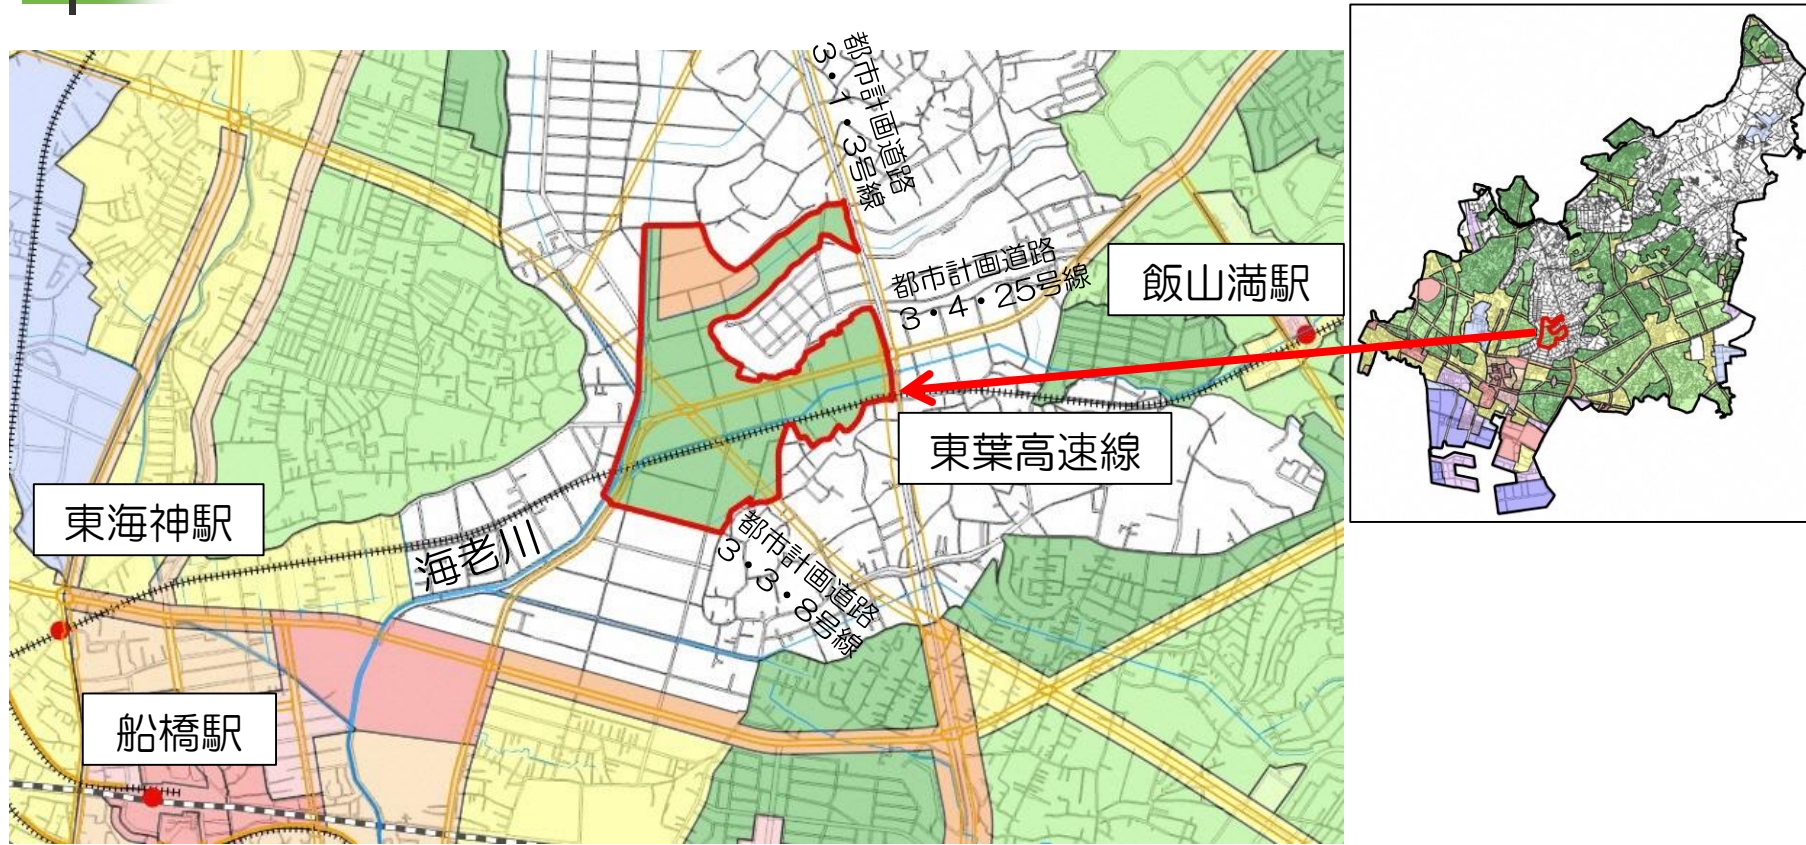 都市計画道路
3・1・3号線
都市計画道路
3・4・25号線
飯山満駅
東葉高速線
東海神駅
海老川
都市計画道路
3・3・8号線
船橋駅